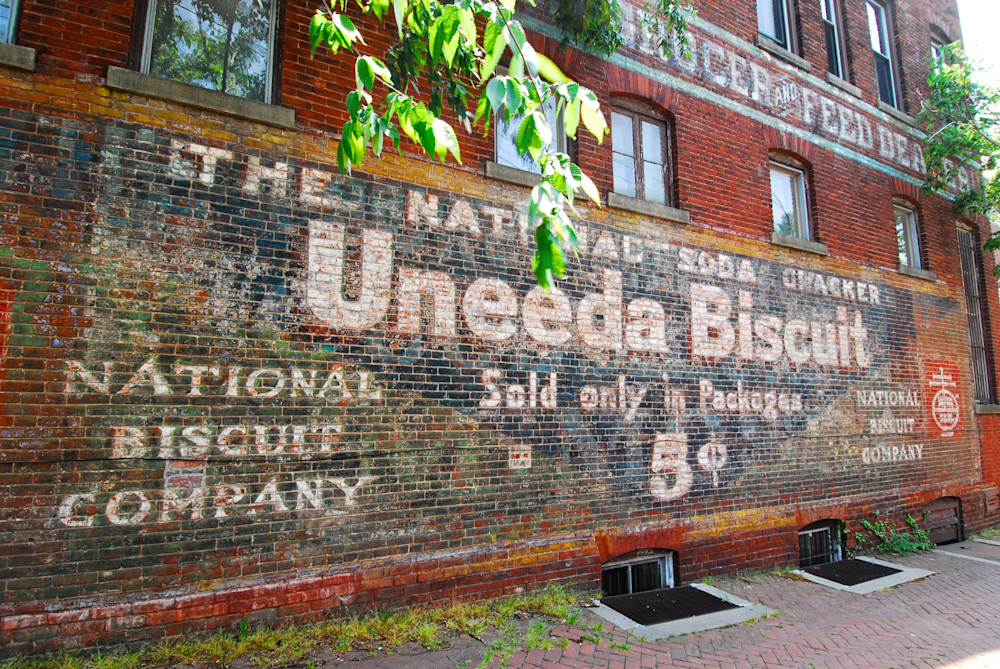 GROCER AND FEED DEA
THE NATIONAL SODA CRACKER
Uneeda Biscuit
Sold only in Packages
5¢
NATIONAL
BISCUIT
COMPANY
NATIONAL
BISCUIT
COMPANY